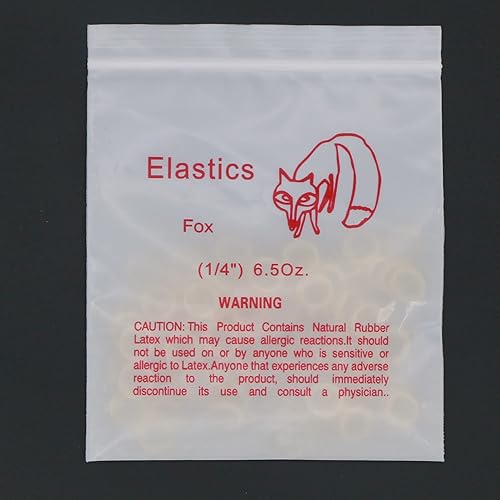 Elastics
Fox
(1/4") 6.5Oz.
WARNING
CAUTION: This Product Contains Natural Rubber
Latex which may cause allergic reactions.It should
not be used on or by anyone who is sensitive or
allergic to Latex.Anyone that experiences any adverse
reaction to the product, should immediately
discontinue its use and consult a physician..